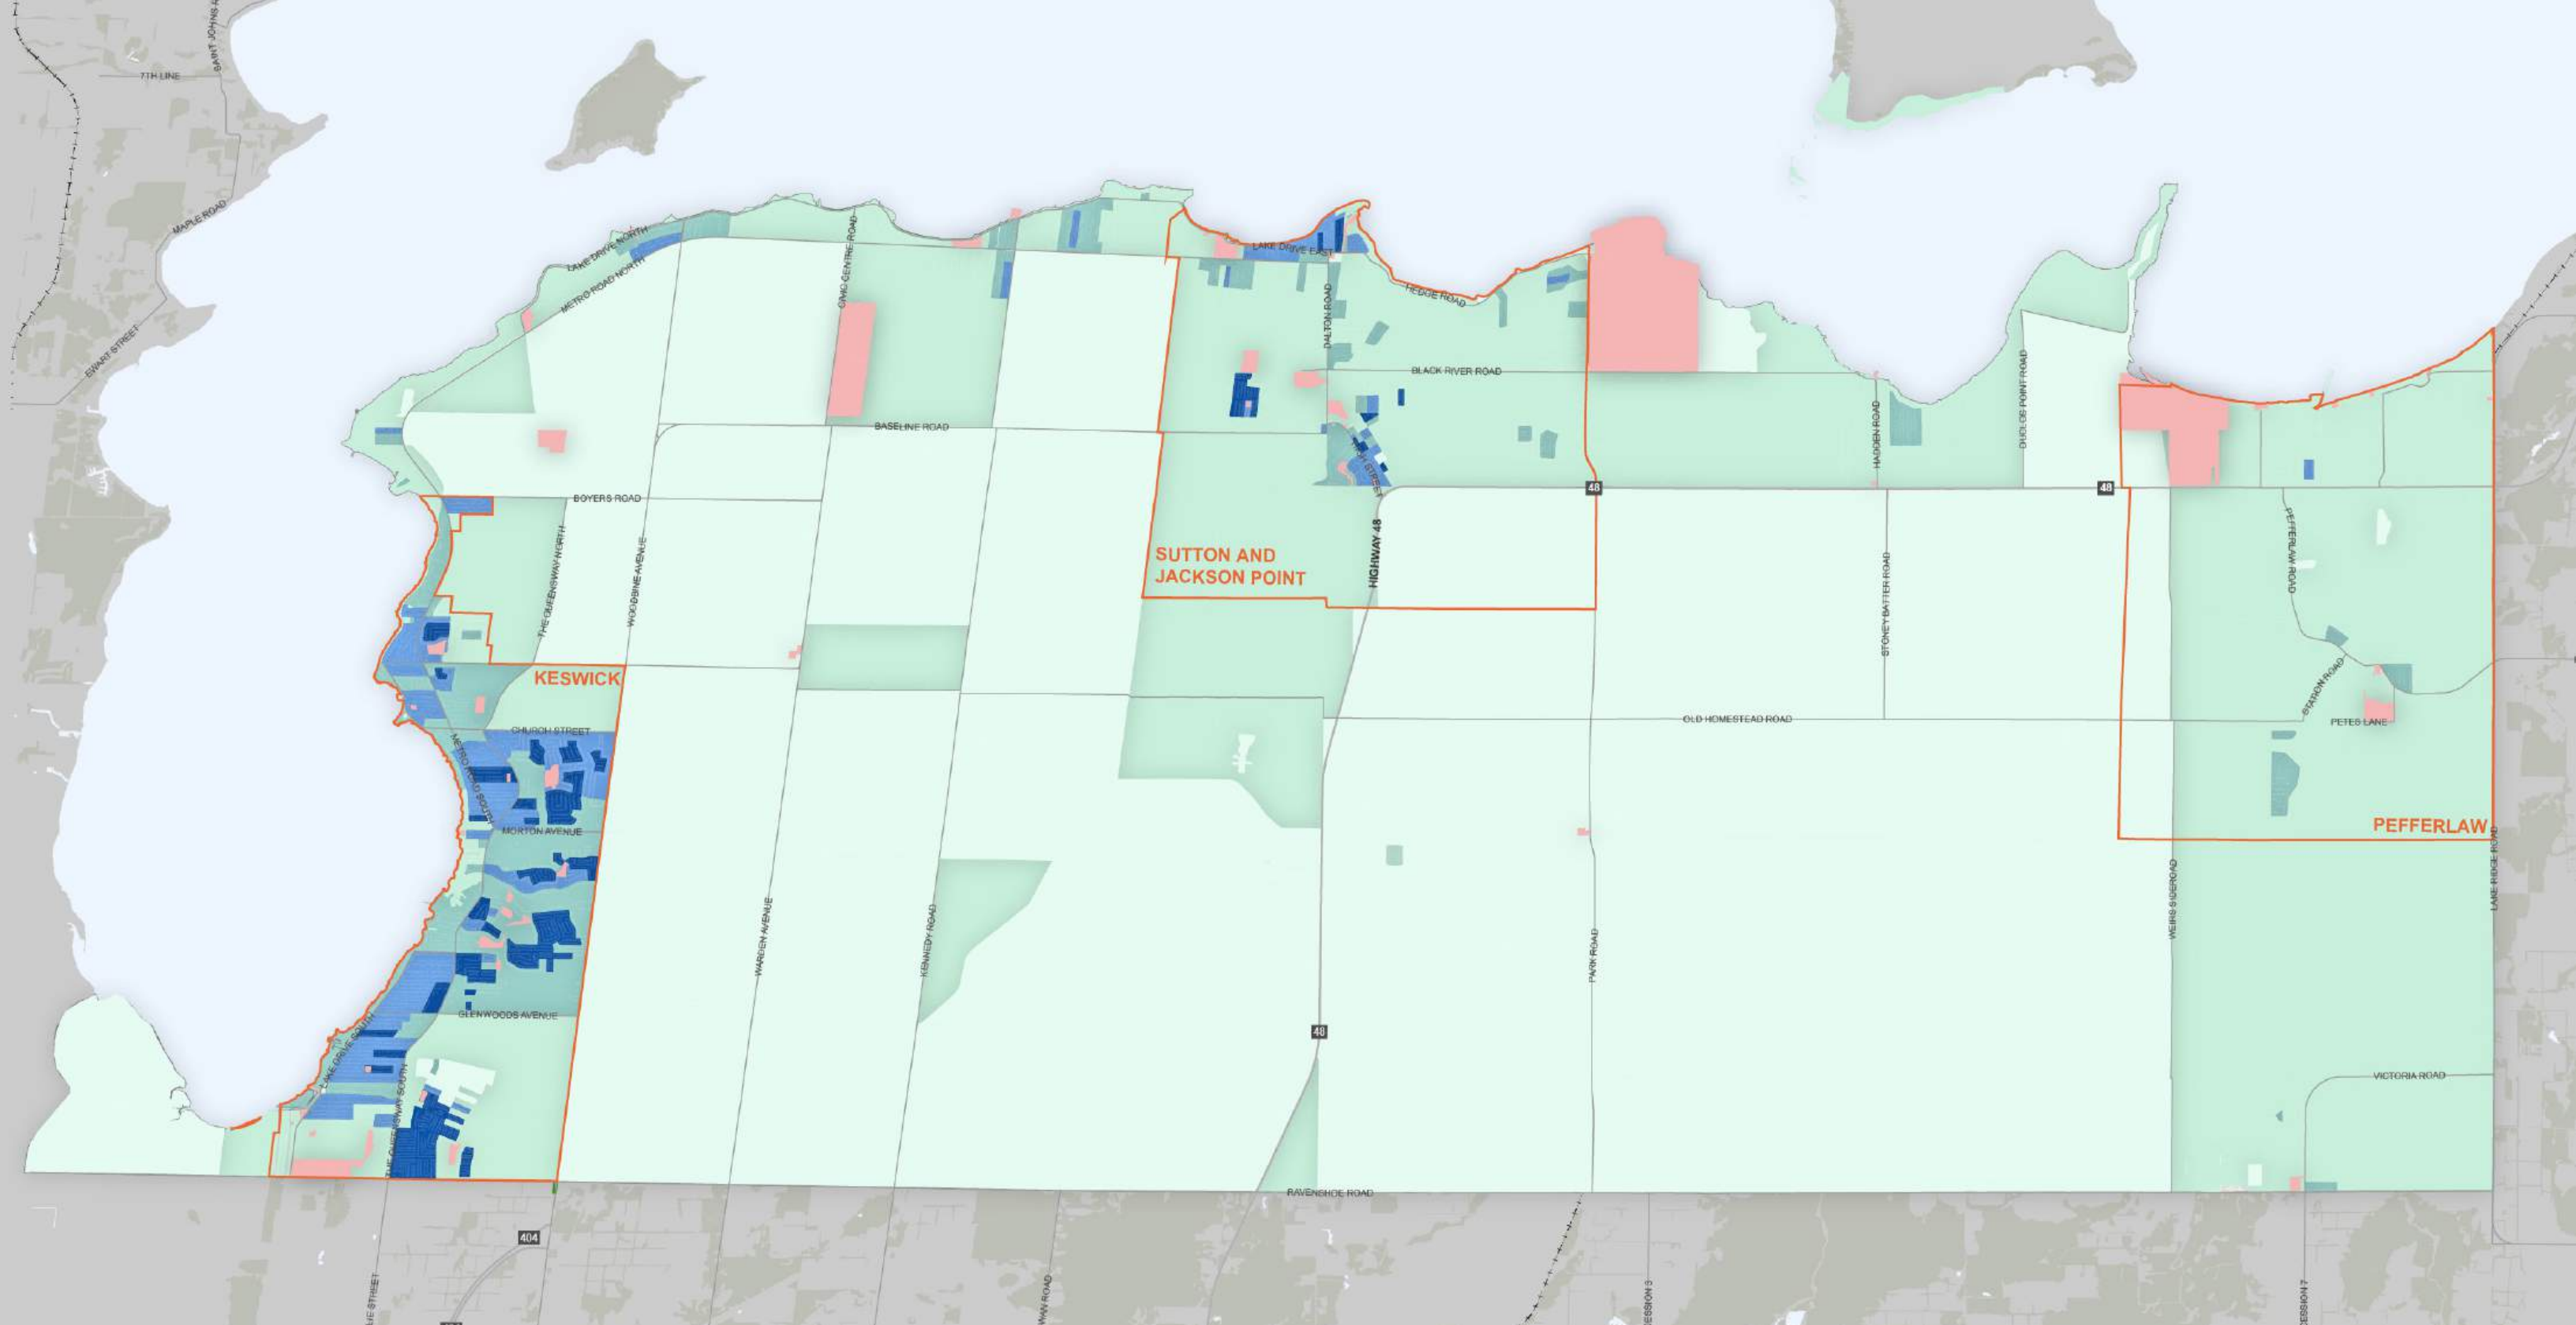 7TH LINE
MAPLE ROAD
EWART STREET
LAKE DRIVE NORTH
METRO ROAD NORTH
CIVIC CENTRE ROAD
LAKE DRIVE EAST
HEDGE ROAD
DALTON ROAD
BLACK RIVER ROAD
BASELINE ROAD
HADDEN ROAD
DUCLOS POINT ROAD
HIGH STREET
48
48
BOYERS ROAD
THE QUEENSWAY NORTH
WOODBINE AVENUE
SUTTON AND
JACKSON POINT
HIGHWAY 48
STONEY BATTER ROAD
PEFFERLAW ROAD
KESWICK
STATION ROAD
PETES LANE
OLD HOMESTEAD ROAD
CHURCH STREET
METRO ROAD SOUTH
MORTON AVENUE
PEFFERLAW
WARDEN AVENUE
KENNEDY ROAD
PARK ROAD
WEIRS SIDEROAD
LAKE RIDGE ROAD
GLENWOODS AVENUE
LAKE DRIVE SOUTH
48
THE QUEENSWAY SOUTH
VICTORIA ROAD
RAVENSHOE ROAD
404